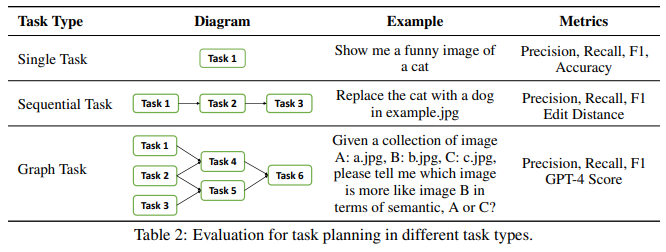 Task Type Diagram Example Metrics
Single Task
Task 1
Show me a funny image of
a cat
Precision, Recall, F1,
Accuracy
Sequential Task
Task 1 Task 2 Task 3
Replace the cat with a dog
in example.jpg
Precision, Recall, F1
Edit Distance
Graph Task
Task 1
Task 2
Task 3
Task 4
Task 5
Task 6
Given a collection of image
A: a.jpg, B: b.jpg, C: c.jpg,
please tell me which image
is more like image B in
terms of semantic, A or C?
Precision, Recall, F1
GPT-4 Score
Table 2: Evaluation for task planning in different task types.